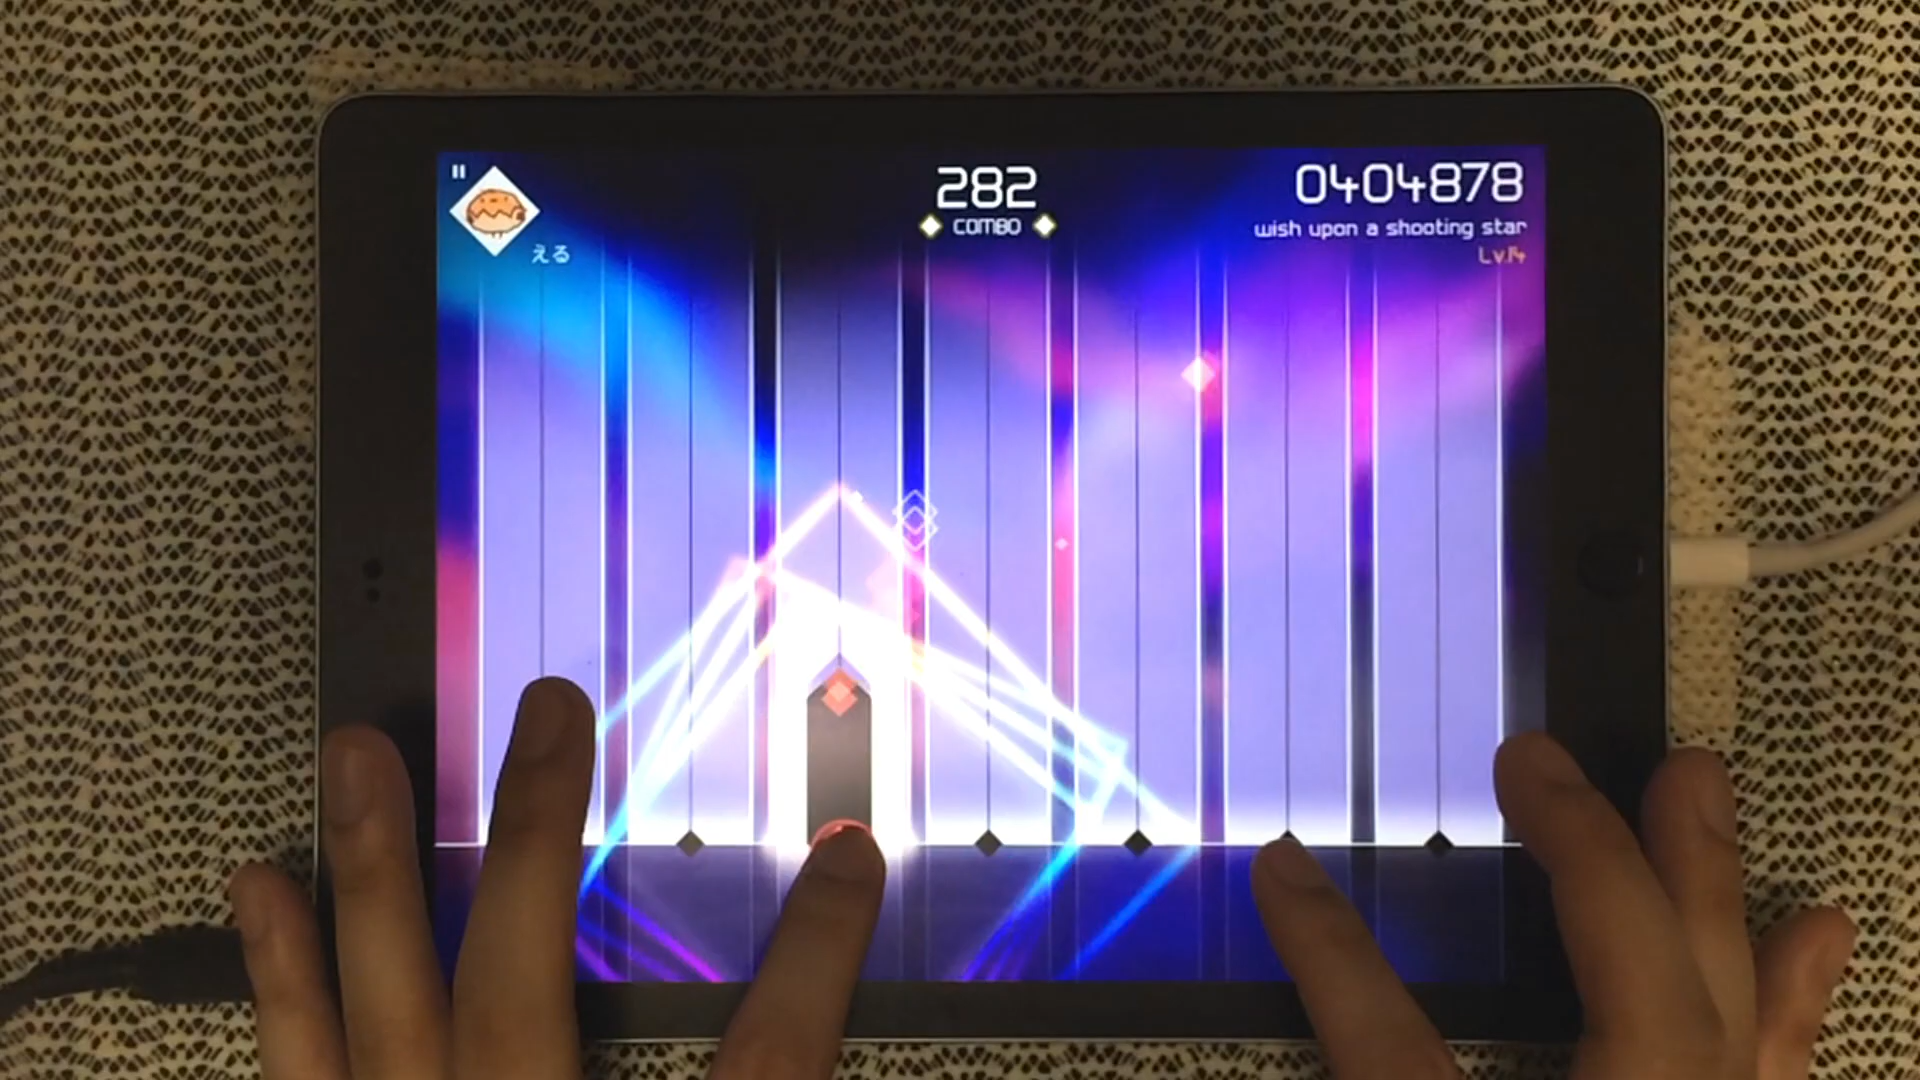 282
COMBO
0404878
wish upon a shooting star
Lv.14
える